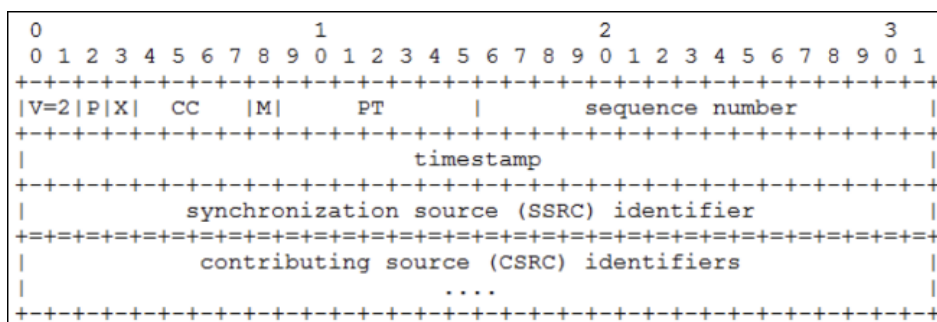 0                   1                   2                   3
 0 1 2 3 4 5 6 7 8 9 0 1 2 3 4 5 6 7 8 9 0 1 2 3 4 5 6 7 8 9 0 1
+-+-+-+-+-+-+-+-+-+-+-+-+-+-+-+-+-+-+-+-+-+-+-+-+-+-+-+-+-+-+-+-+
|V=2|P|X|  CC   |M|     PT      |       sequence number         |
+-+-+-+-+-+-+-+-+-+-+-+-+-+-+-+-+-+-+-+-+-+-+-+-+-+-+-+-+-+-+-+-+
|                           timestamp                           |
+-+-+-+-+-+-+-+-+-+-+-+-+-+-+-+-+-+-+-+-+-+-+-+-+-+-+-+-+-+-+-+-+
|           synchronization source (SSRC) identifier            |
+=+=+=+=+=+=+=+=+=+=+=+=+=+=+=+=+=+=+=+=+=+=+=+=+=+=+=+=+=+=+=+=+
|            contributing source (CSRC) identifiers             |
|                             ....                              |
+-+-+-+-+-+-+-+-+-+-+-+-+-+-+-+-+-+-+-+-+-+-+-+-+-+-+-+-+-+-+-+-+